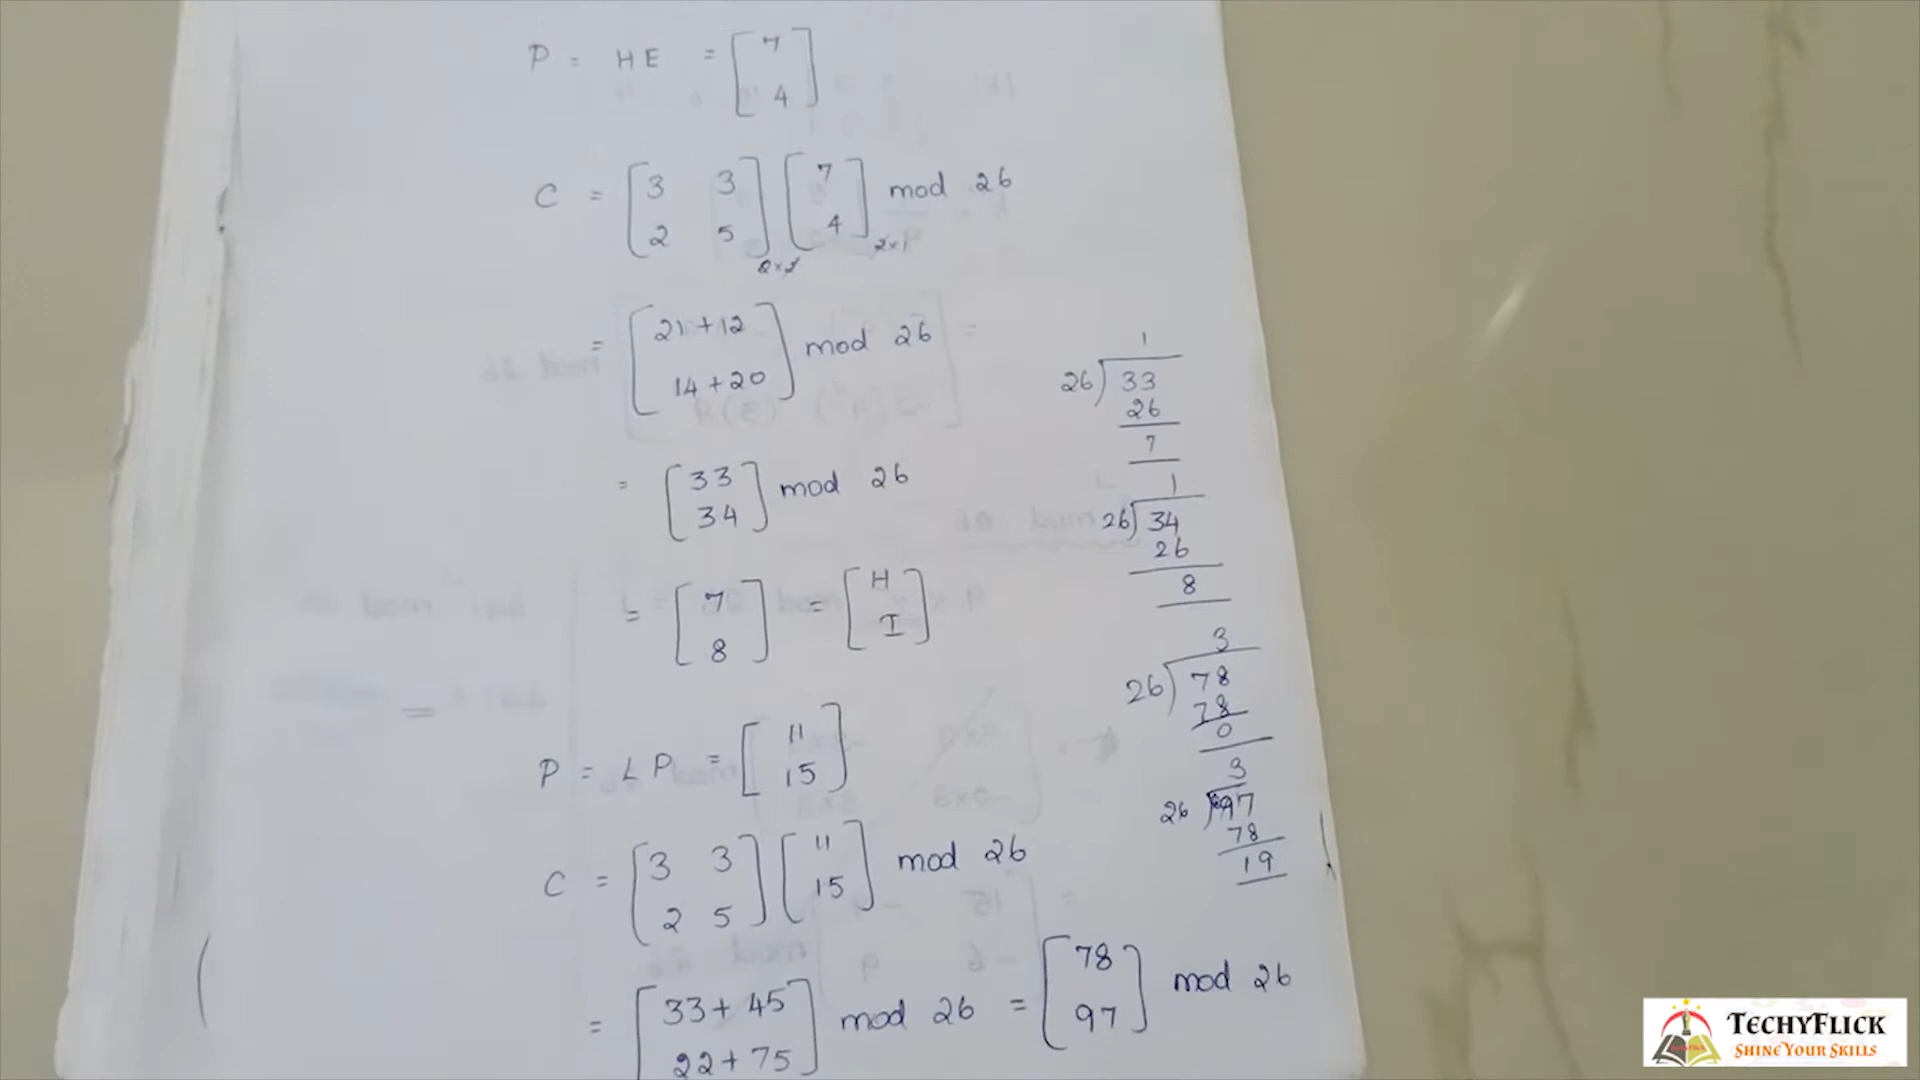 P = HE = [7
4]
C = [3 3
2 5] 2×2 [7
4] 2×1 mod 26
= [21+12
14+20] mod 26
= [33
34] mod 26
= [7
8] = [H
I]
P = LP = [11
15]
C = [3 3
2 5] [11
15] mod 26
= [33+45
22+75] mod 26 = [78
97] mod 26
1
26) 33
26
7
1
26) 34
26
8
3
26) 78
78
0
3
26) 97
78
19
TECHYFLICK
SHINE YOUR SKILLS